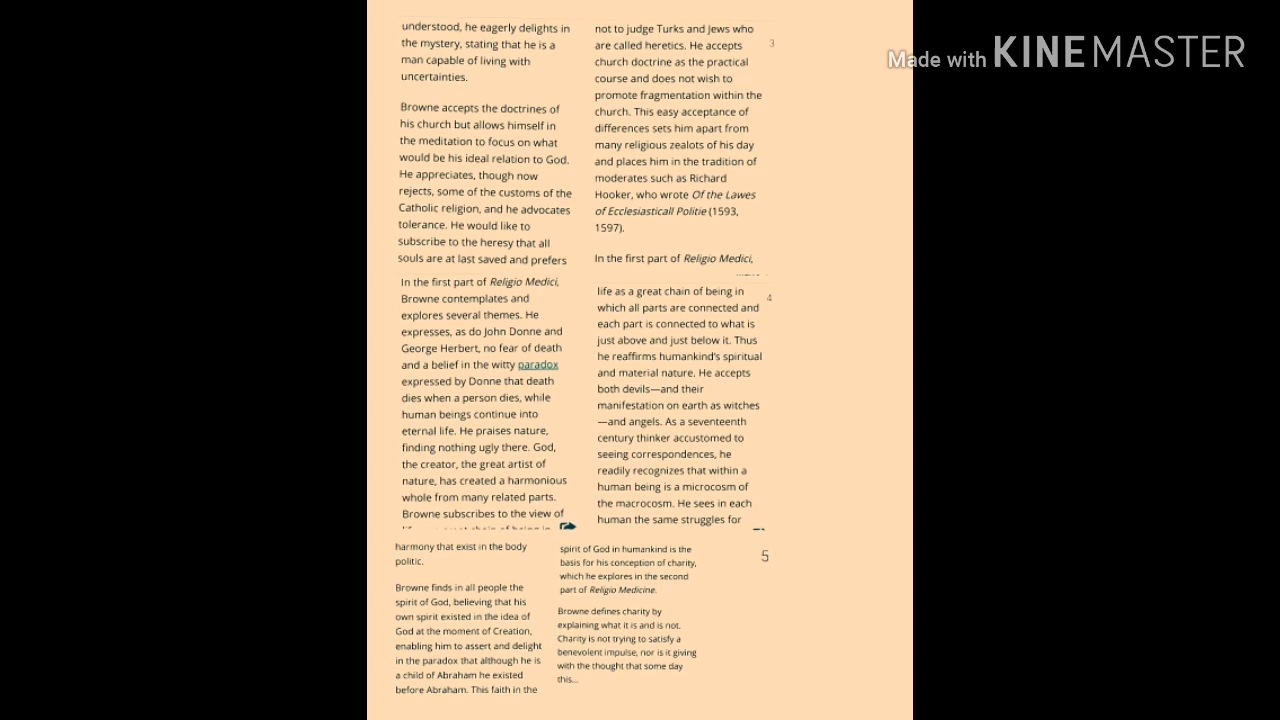 understood, he eagerly delights in
the mystery, stating that he is a
man capable of living with
uncertainties.
Browne accepts the doctrines of
his church but allows himself in
the meditation to focus on what
would be his ideal relation to God.
He appreciates, though now
rejects, some of the customs of the
Catholic religion, and he advocates
tolerance. He would like to
subscribe to the heresy that all
souls are at last saved and prefers
not to judge Turks and Jews who
are called heretics. He accepts
church doctrine as the practical
course and does not wish to
promote fragmentation within the
church. This easy acceptance of
differences sets him apart from
many religious zealots of his day
and places him in the tradition of
moderates such as Richard
Hooker, who wrote Of the Lawes
of Ecclesiasticall Politie (1593,
1597).
In the first part of Religio Medici,
3
In the first part of Religio Medici,
Browne contemplates and
explores several themes. He
expresses, as do John Donne and
George Herbert, no fear of death
and a belief in the witty paradox
expressed by Donne that death
dies when a person dies, while
human beings continue into
eternal life. He praises nature,
finding nothing ugly there. God,
the creator, the great artist of
nature, has created a harmonious
whole from many related parts.
Browne subscribes to the view of
life as a great chain of being in
which all parts are connected and
each part is connected to what is
just above and just below it. Thus
he reaffirms humankind's spiritual
and material nature. He accepts
both devils—and their
manifestation on earth as witches
—and angels. As a seventeenth
century thinker accustomed to
seeing correspondences, he
readily recognizes that within a
human being is a microcosm of
the macrocosm. He sees in each
human the same struggles for
4
harmony that exist in the body
politic.
Browne finds in all people the
spirit of God, believing that his
own spirit existed in the idea of
God at the moment of Creation,
enabling him to assert and delight
in the paradox that although he is
a child of Abraham he existed
before Abraham. This faith in the
spirit of God in humankind is the
basis for his conception of charity,
which he explores in the second
part of Religio Medicine.
Browne defines charity by
explaining what it is and is not.
Charity is not trying to satisfy a
benevolent impulse, nor is it giving
with the thought that some day
this...
5
Made with KINEMASTER